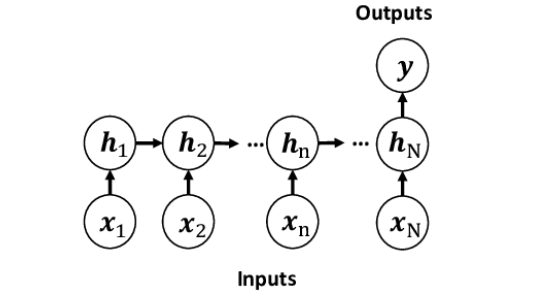 Outputs
y
h1 h2 ... hn ... hN
x1 x2 xn xN
Inputs